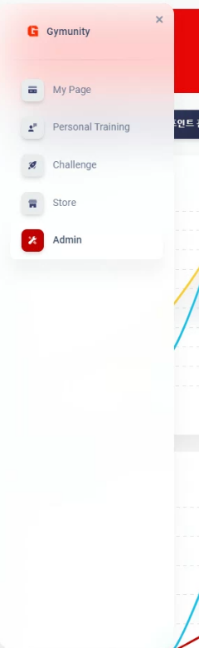 Gymunity
×
My Page
Personal Training
Challenge
Store
Admin